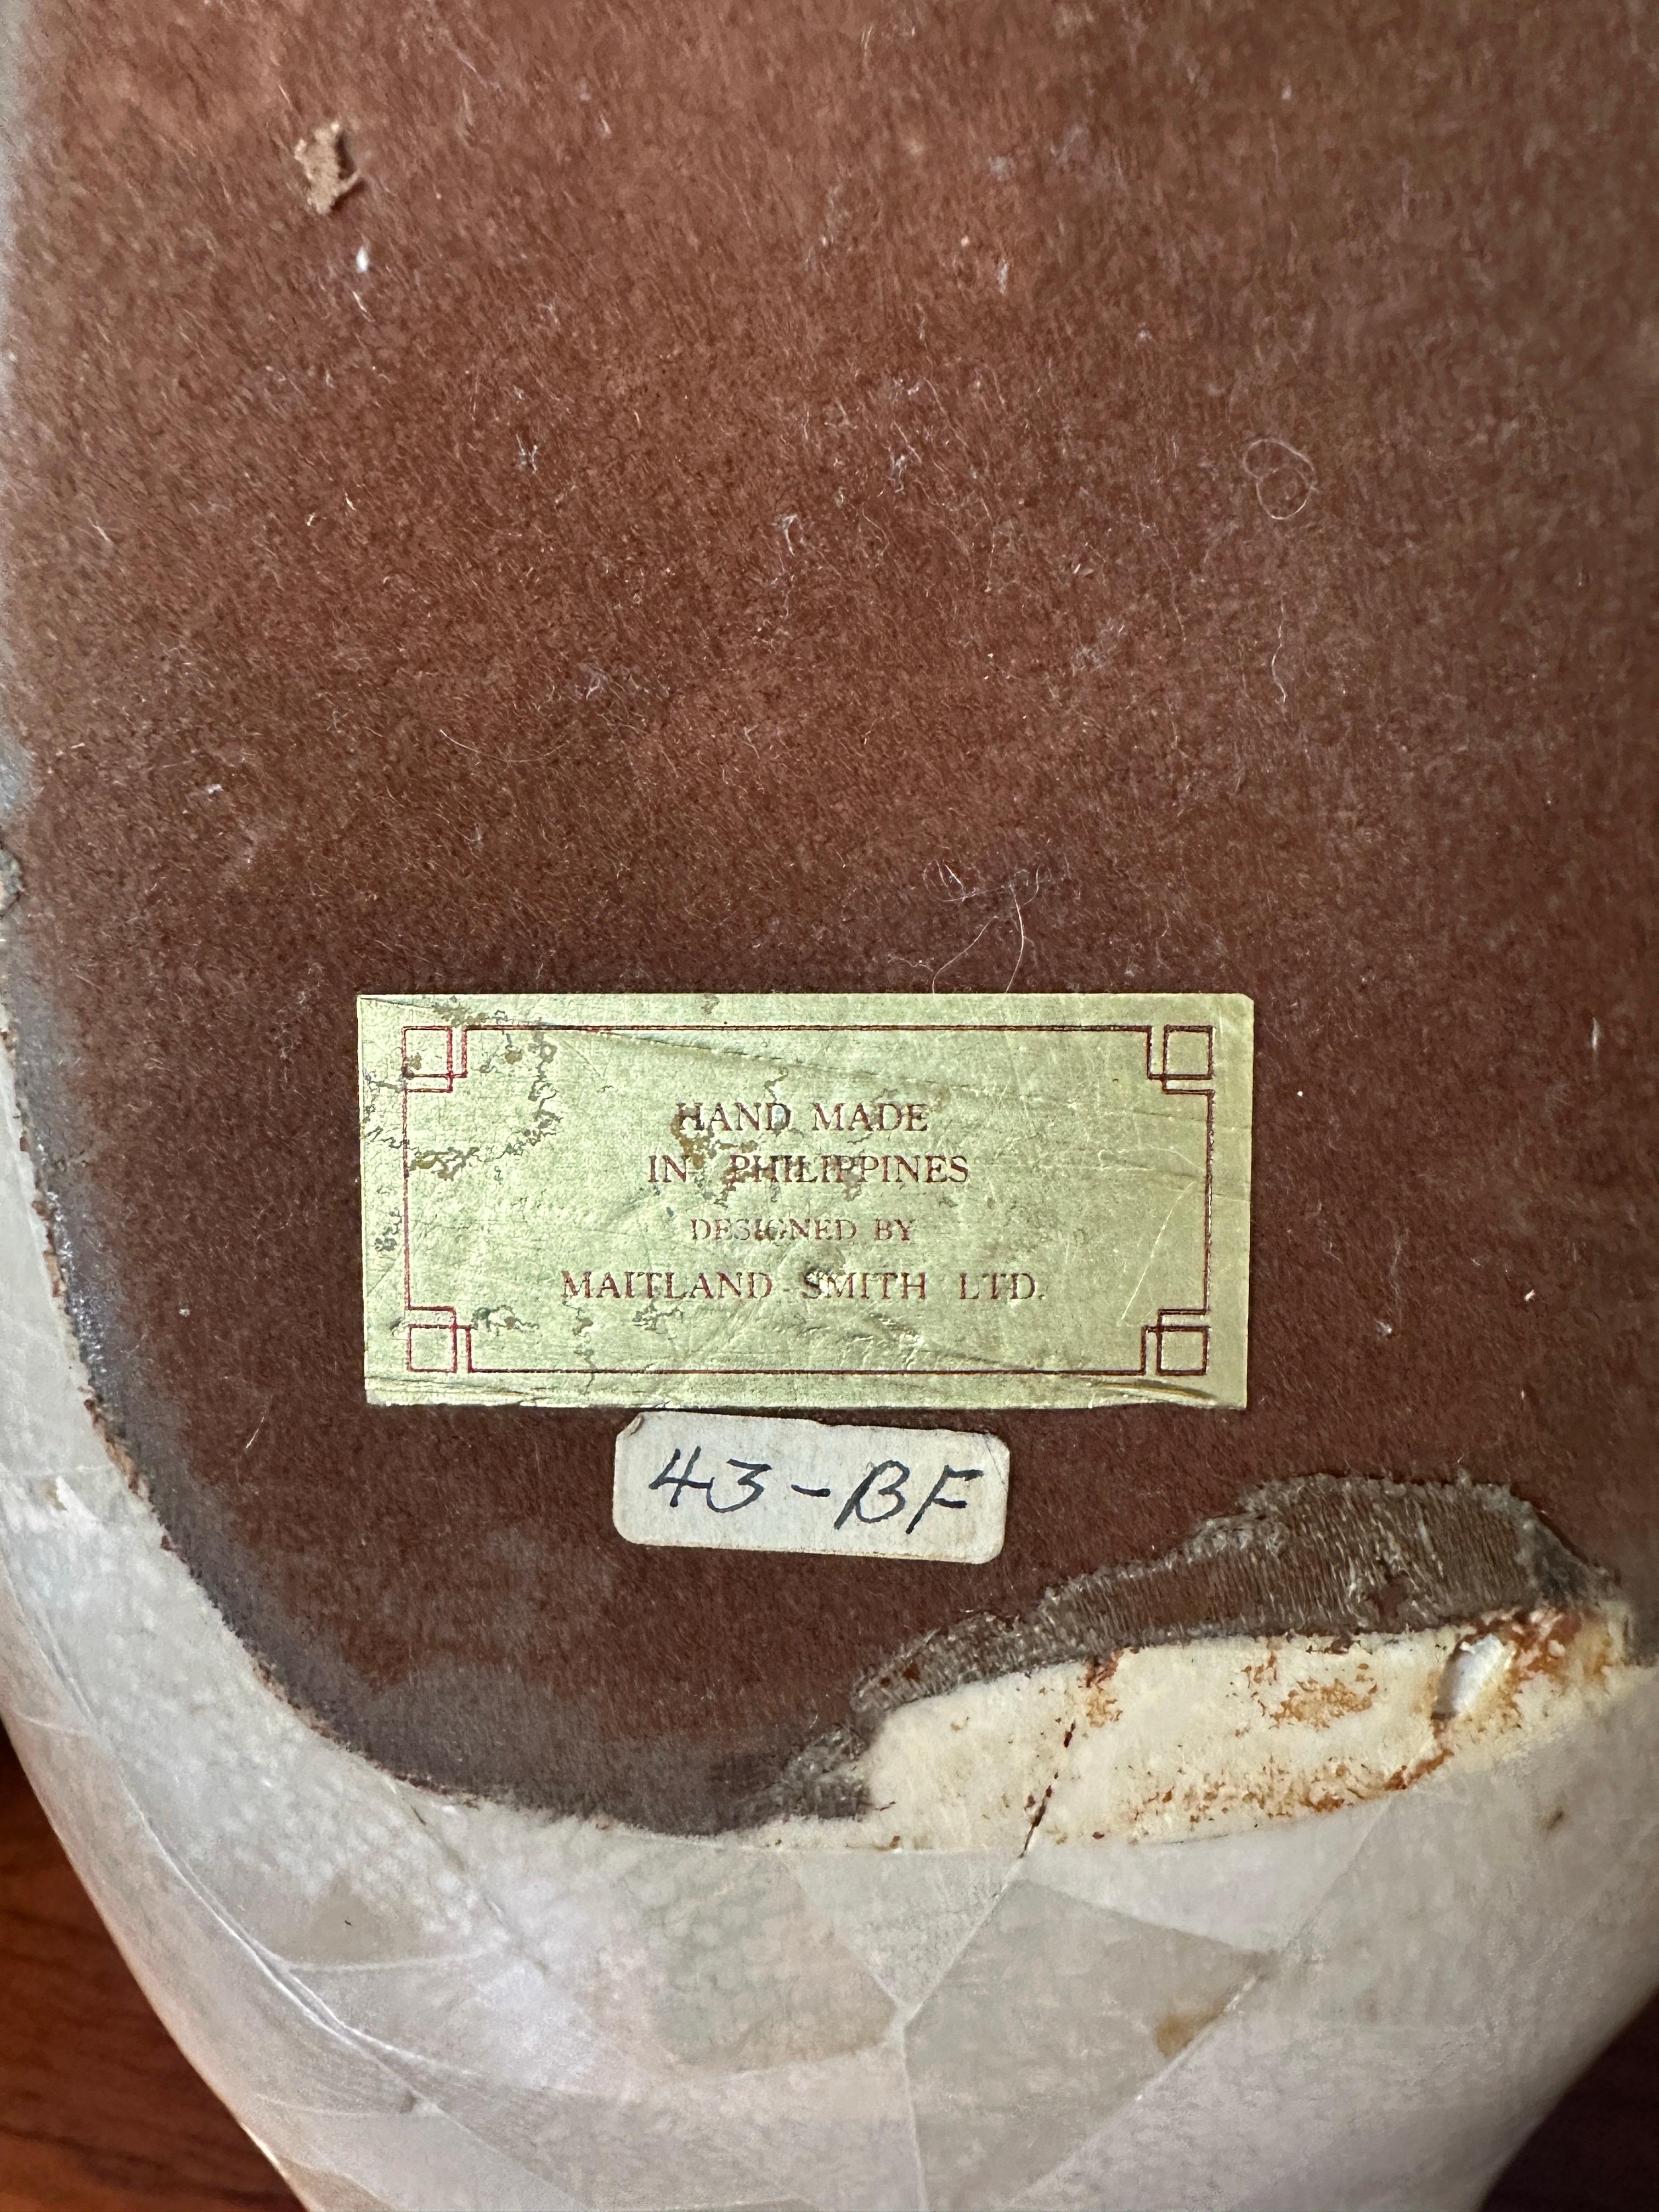 HAND MADE
IN PHILIPPINES
DESIGNED BY
MAITLAND-SMITH LTD.
43-BF